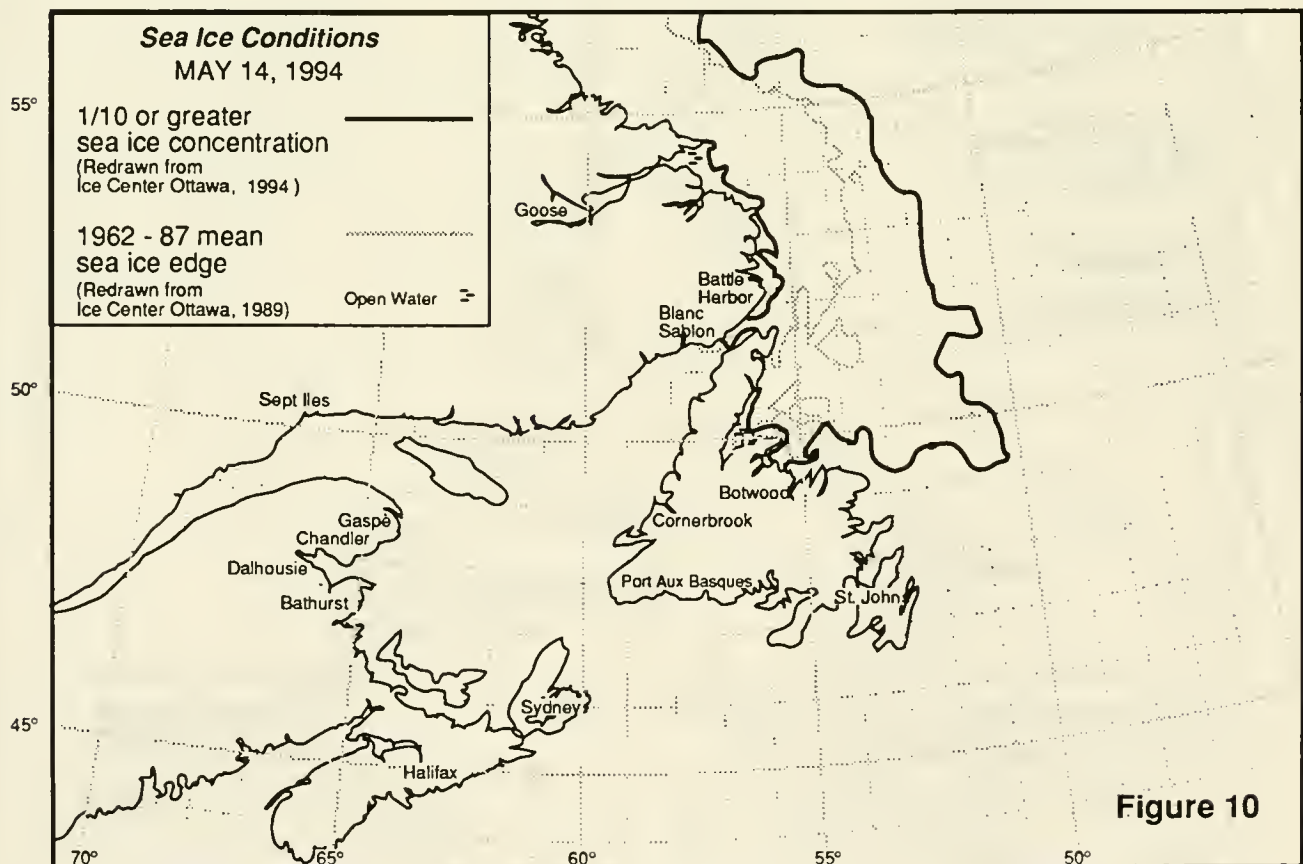 Sea Ice Conditions
MAY 14, 1994
1/10 or greater
sea ice concentration
(Redrawn from
Ice Center Ottawa, 1994 )
1962 - 87 mean
sea ice edge
(Redrawn from
Ice Center Ottawa, 1989)
Open Water
55°
50°
45°
Goose
Battle
Harbor
Blanc
Sablon
Sept Iles
Gaspè
Chandler
Dalhousie
Bathurst
Botwood
Cornerbrook
Port Aux Basques
St. Johns
Sydney
Halifax
Figure 10
70°
65°
60°
55°
50°